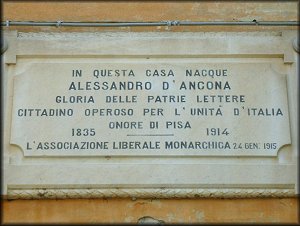 IN QUESTA CASA NACQUE
ALESSANDRO D'ANCONA
GLORIA DELLE PATRIE LETTERE
CITTADINO OPEROSO PER L'UNITÁ D'ITALIA
ONORE DI PISA
1835 1914
L'ASSOCIAZIONE LIBERALE MONARCHICA 24 GEN. 1915